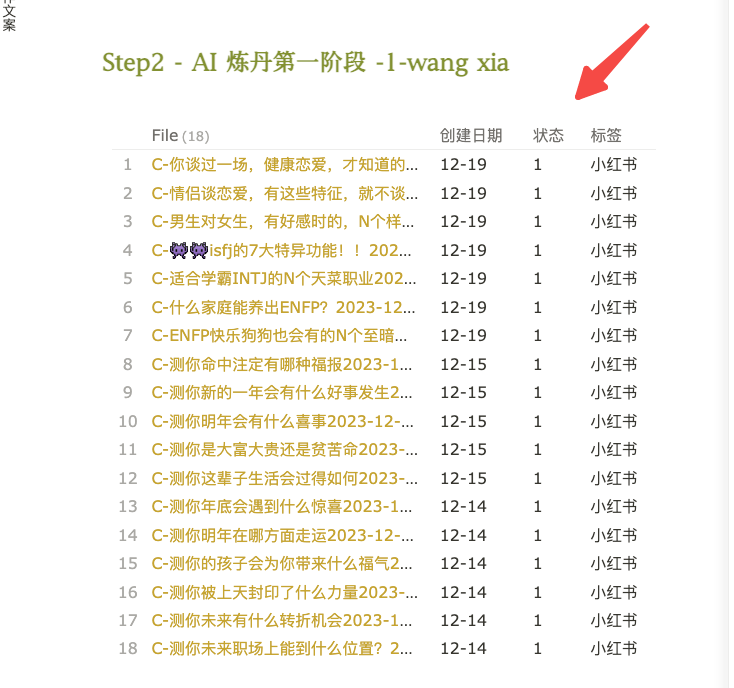 作文案
Step2 - AI 炼丹第一阶段 -1-wang xia
File (18) 创建日期 状态 标签
1 C-你谈过一场，健康恋爱，才知道的... 12-19 1 小红书
2 C-情侣谈恋爱，有这些特征，就不谈... 12-19 1 小红书
3 C-男生对女生，有好感时的，N个样... 12-19 1 小红书
4 C-👾👾isfj的7大特异功能！！202... 12-19 1 小红书
5 C-适合学霸INTJ的N个天菜职业202... 12-19 1 小红书
6 C-什么家庭能养出ENFP？2023-12... 12-19 1 小红书
7 C-ENFP快乐狗狗也会有的N个至暗... 12-19 1 小红书
8 C-测你命中注定有哪种福报2023-1... 12-15 1 小红书
9 C-测你新的一年会有什么好事发生2... 12-15 1 小红书
10 C-测你明年会有什么喜事2023-12-... 12-15 1 小红书
11 C-测你是大富大贵还是贫苦命2023-... 12-15 1 小红书
12 C-测你这辈子生活会过得如何2023-... 12-15 1 小红书
13 C-测你年底会遇到什么惊喜2023-1... 12-14 1 小红书
14 C-测你明年在哪方面走运2023-12-... 12-14 1 小红书
15 C-测你的孩子会为你带来什么福气2... 12-14 1 小红书
16 C-测你被上天封印了什么力量2023-... 12-14 1 小红书
17 C-测你未来有什么转折机会2023-1... 12-14 1 小红书
18 C-测你未来职场上能到什么位置？2... 12-14 1 小红书